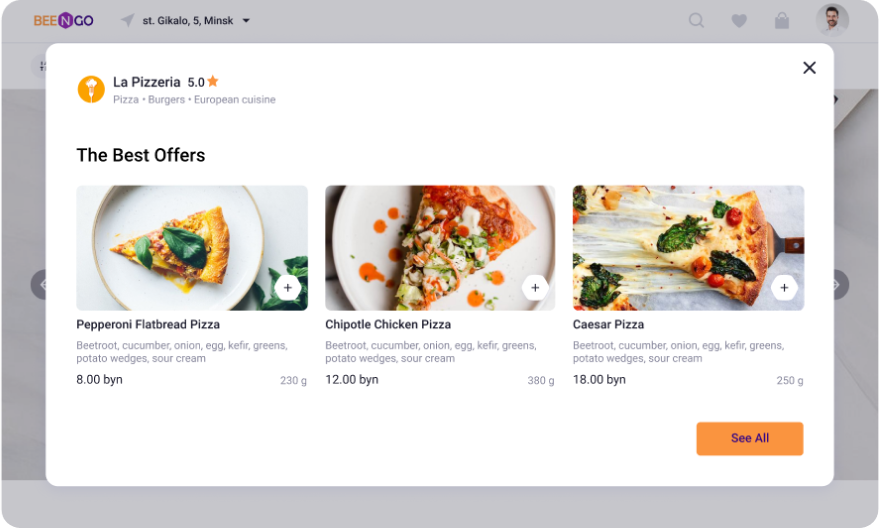 BEENGO
st. Gikalo, 5, Minsk
La Pizzeria 5.0
Pizza • Burgers • European cuisine
The Best Offers
Pepperoni Flatbread Pizza
Beetroot, cucumber, onion, egg, kefir, greens,
potato wedges, sour cream
8.00 byn
230 g
Chipotle Chicken Pizza
Beetroot, cucumber, onion, egg, kefir, greens,
potato wedges, sour cream
12.00 byn
380 g
Caesar Pizza
Beetroot, cucumber, onion, egg, kefir, greens,
potato wedges, sour cream
18.00 byn
250 g
See All